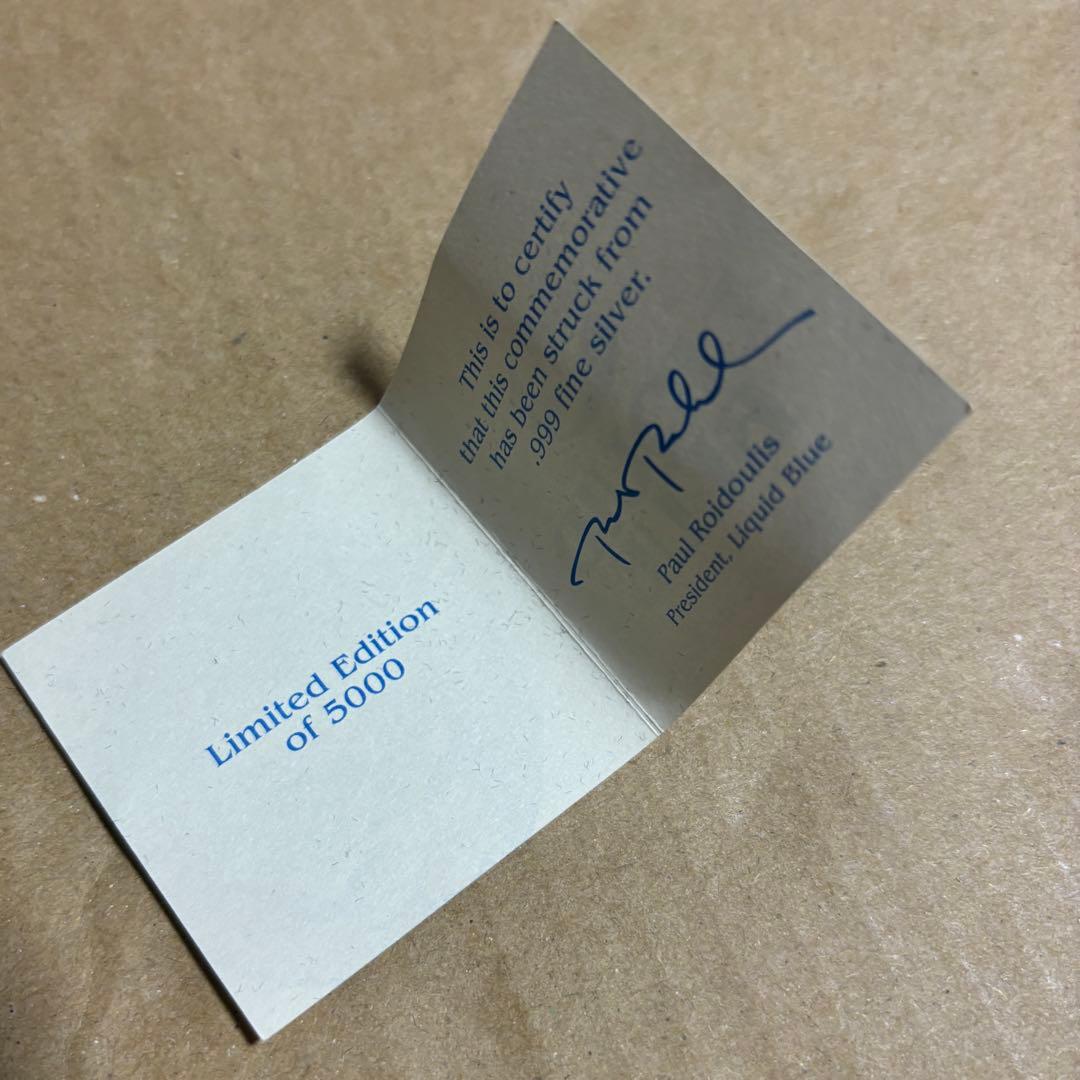 This is to certify
that this commemorative
has been struck from
.999 fine silver.
Paul Roidoulis
President, Liquid Blue
Limited Edition
of 5000